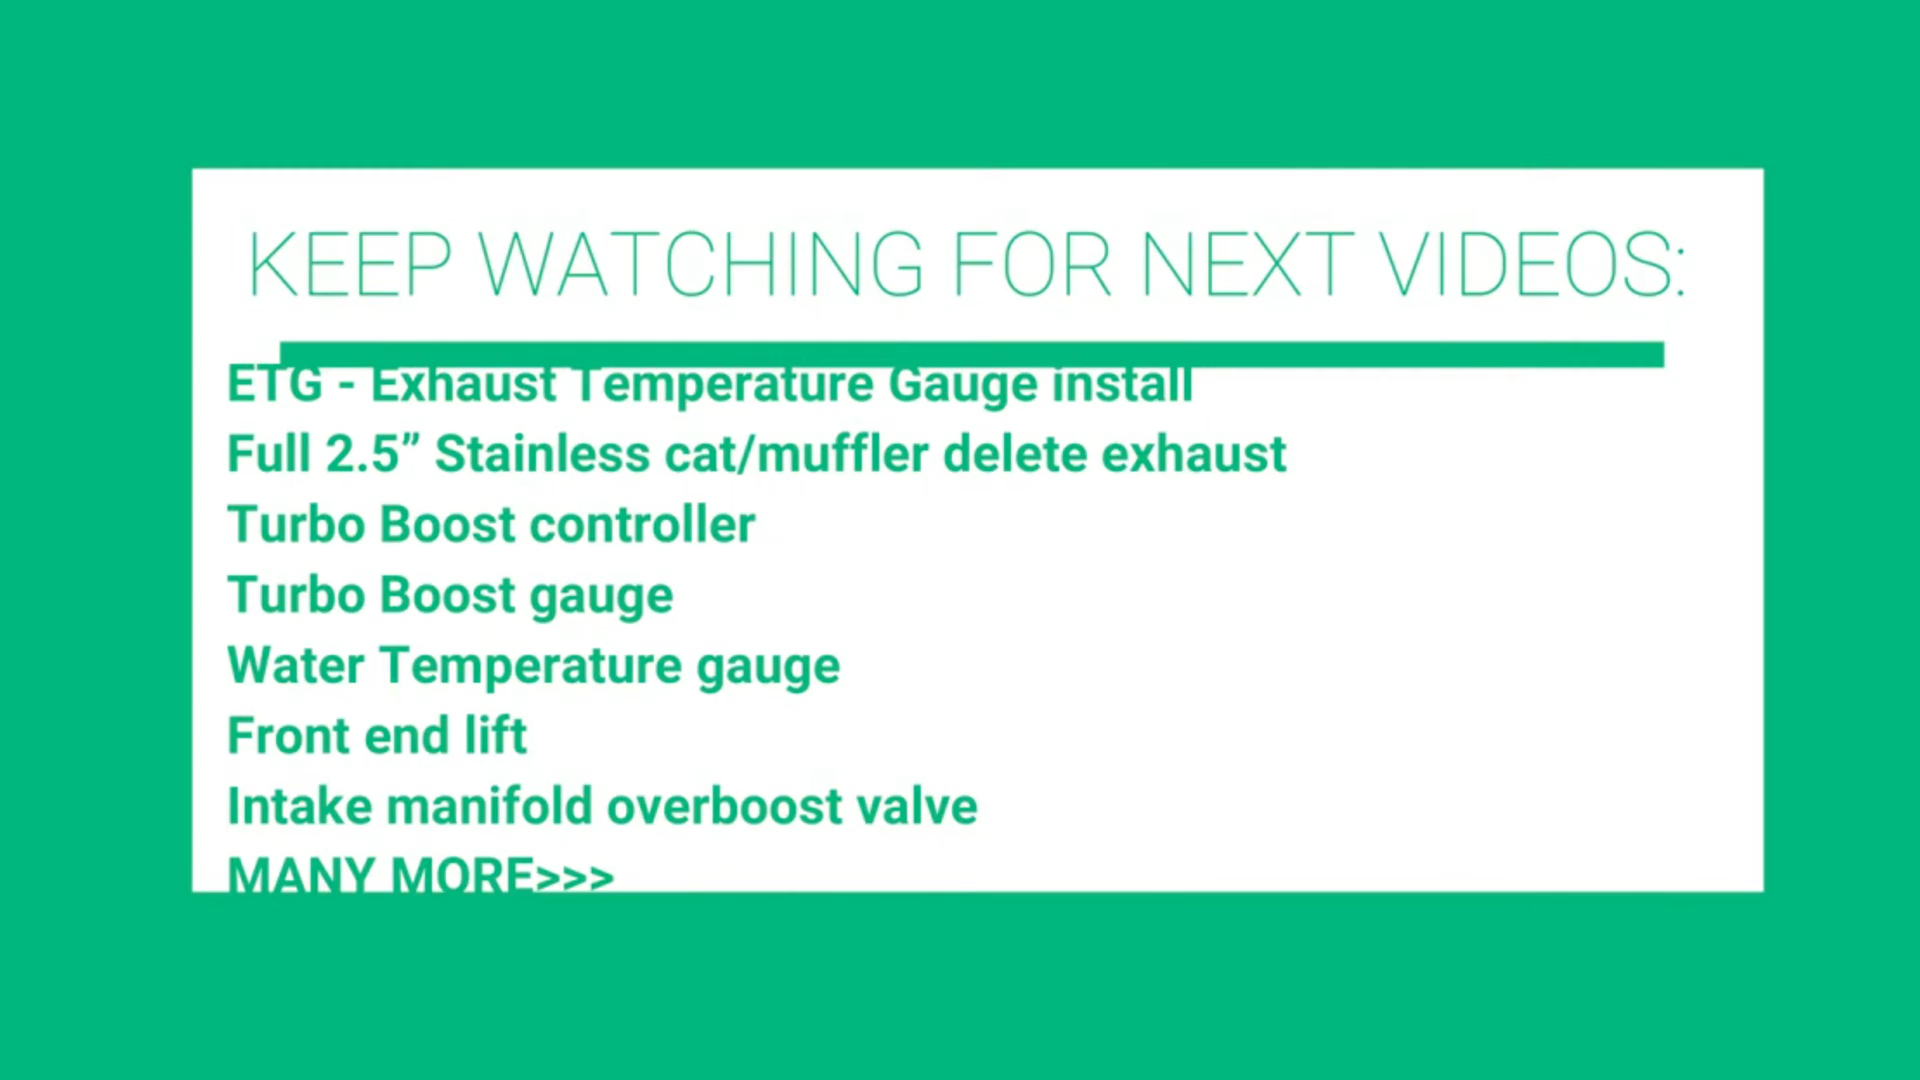 KEEP WATCHING FOR NEXT VIDEOS:
ETG - Exhaust Temperature Gauge install
Full 2.5” Stainless cat/muffler delete exhaust
Turbo Boost controller
Turbo Boost gauge
Water Temperature gauge
Front end lift
Intake manifold overboost valve
MANY MORE>>>